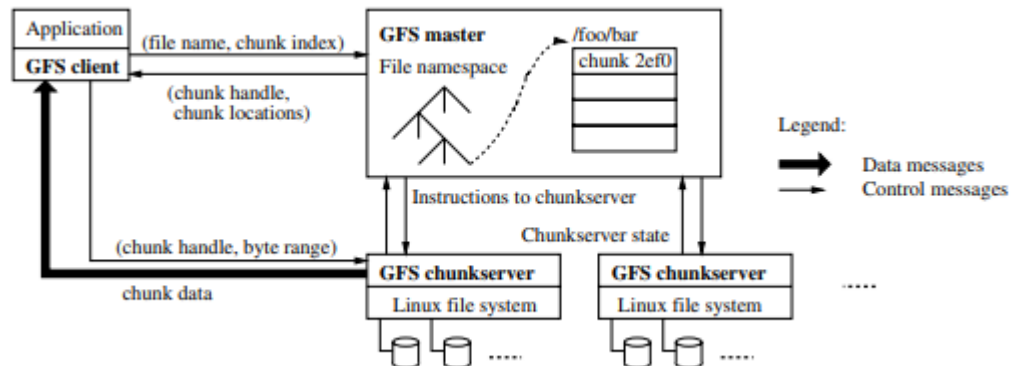 Application
GFS client
(file name, chunk index)
(chunk handle,
chunk locations)
GFS master
File namespace
/foo/bar
chunk 2ef0
Legend:
Data messages
Control messages
Instructions to chunkserver
Chunkserver state
(chunk handle, byte range)
chunk data
GFS chunkserver
Linux file system
GFS chunkserver
Linux file system